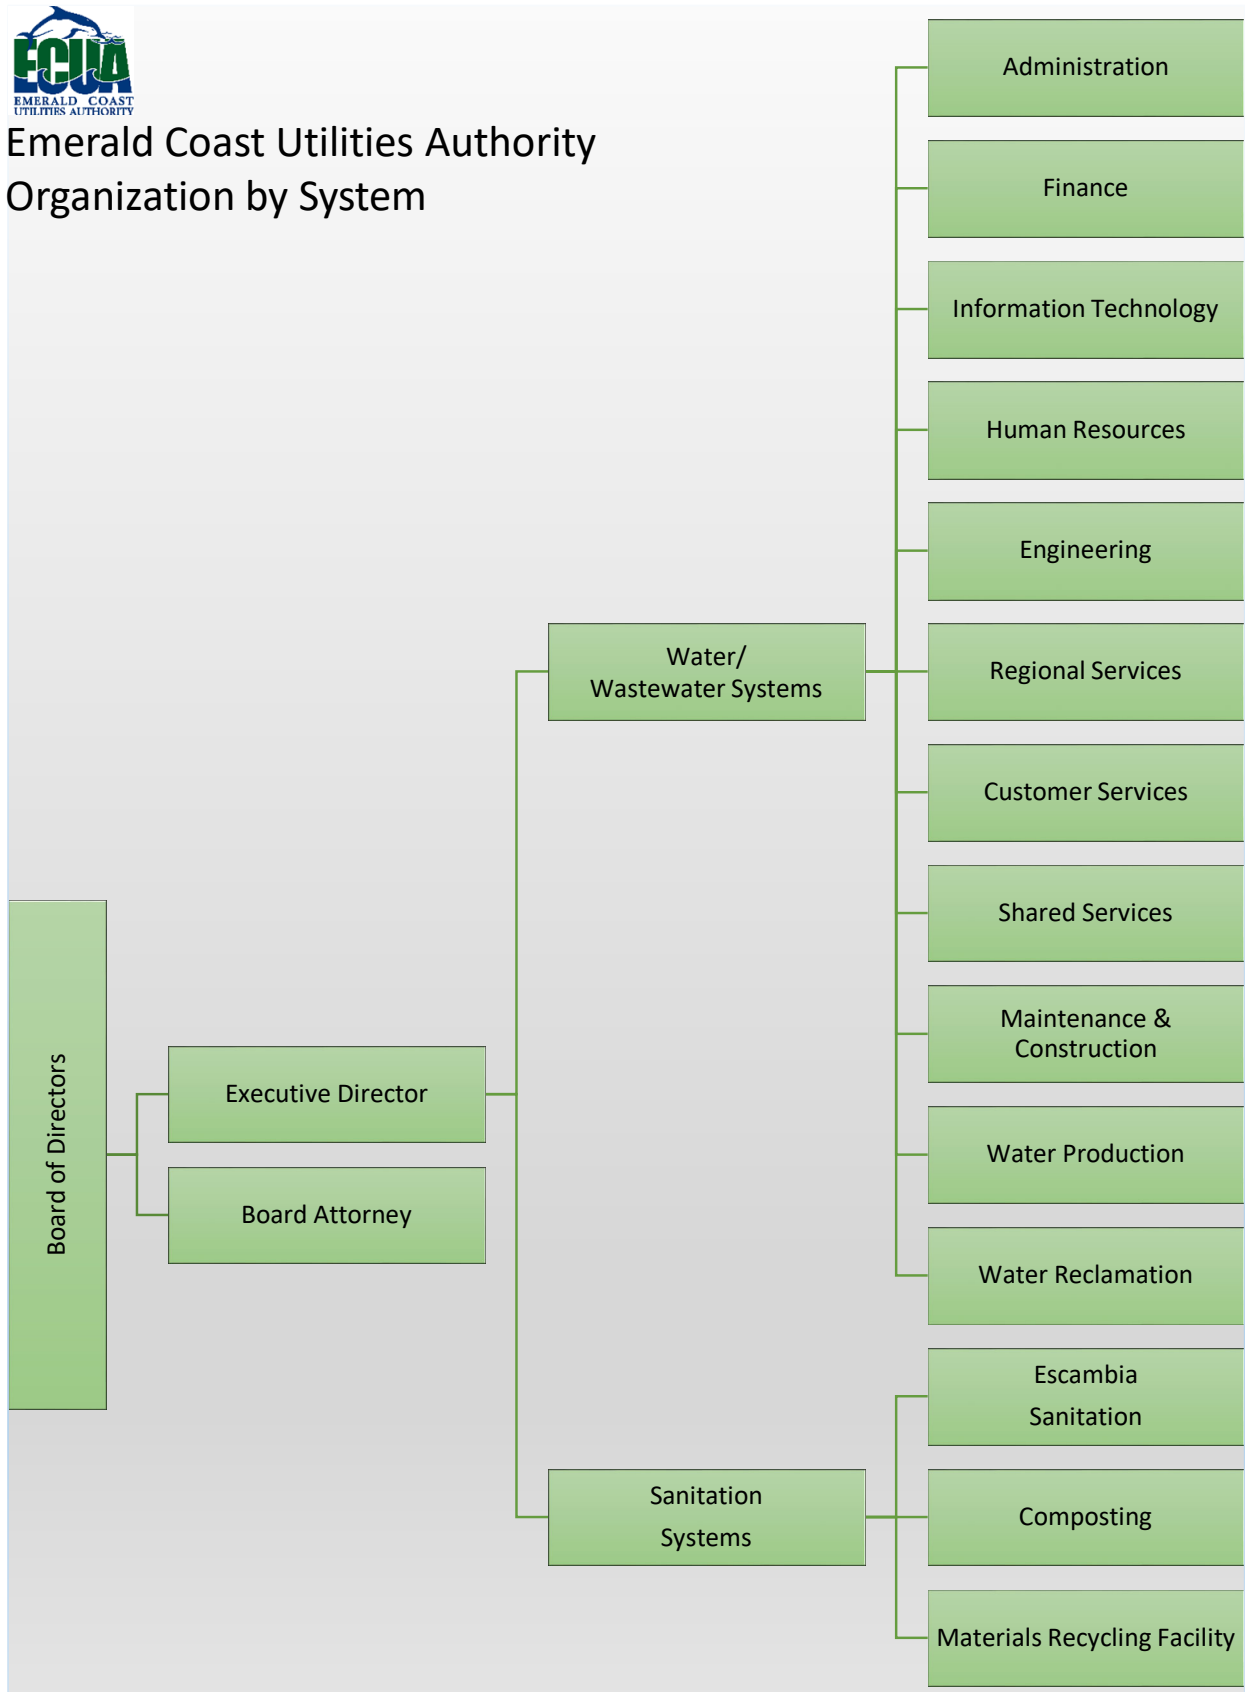 ECUA
EMERALD COAST
UTILITIES AUTHORITY
Emerald Coast Utilities Authority
Organization by System
Board of Directors
Executive Director
Board Attorney
Water/
Wastewater Systems
Administration
Finance
Information Technology
Human Resources
Engineering
Regional Services
Customer Services
Shared Services
Maintenance &
Construction
Water Production
Water Reclamation
Sanitation
Systems
Escambia
Sanitation
Composting
Materials Recycling Facility